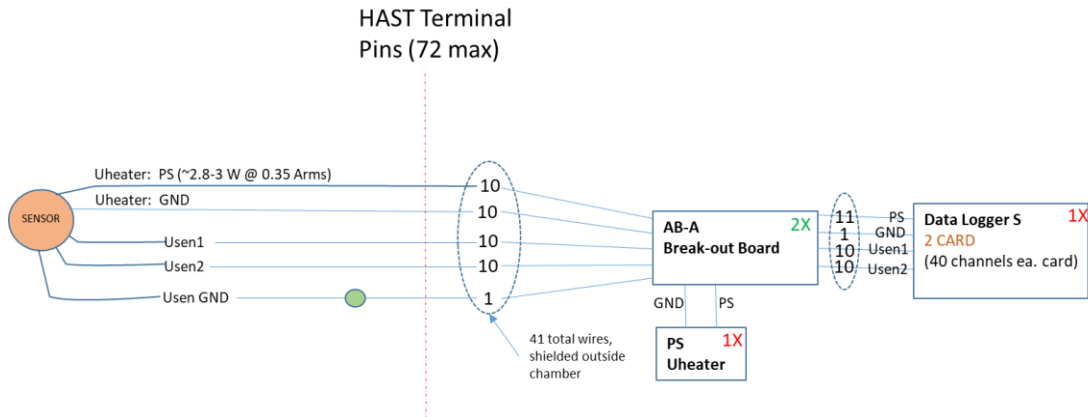 HAST Terminal
Pins (72 max)
Uheater: PS (~2.8-3 W @ 0.35 Arms)
Uheater: GND
SENSOR
Usen1
Usen2
Usen GND
10
10
10
10
1
41 total wires,
shielded outside
chamber
AB-A 2X
Break-out Board
GND PS
PS 1X
Uheater
11 PS
1 GND
10 Usen1
10 Usen2
Data Logger S 1X
2 CARD
(40 channels ea. card)